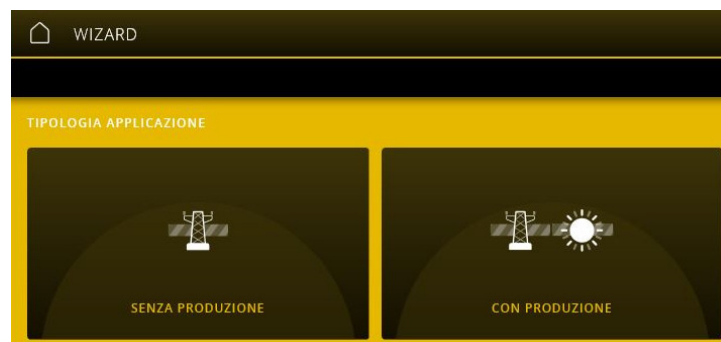 WIZARD
TIPOLOGIA APPLICAZIONE
SENZA PRODUZIONE
CON PRODUZIONE